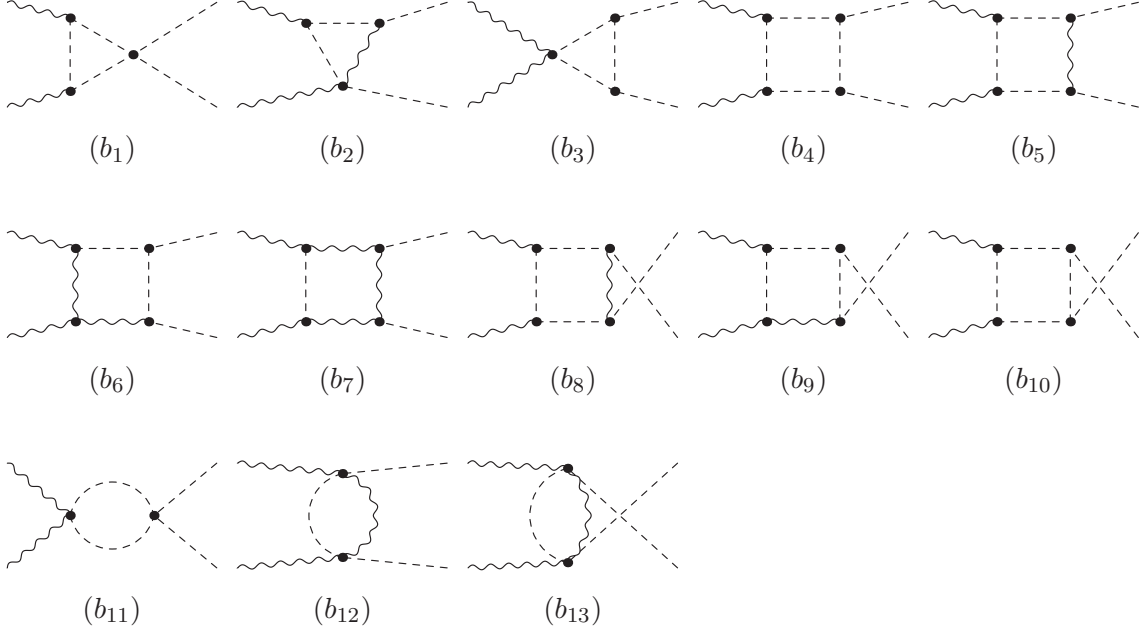 (b₁) (b₂) (b₃) (b₄) (b₅)
(b₆) (b₇) (b₈) (b₉) (b₁₀)
(b₁₁) (b₁₂) (b₁₃)